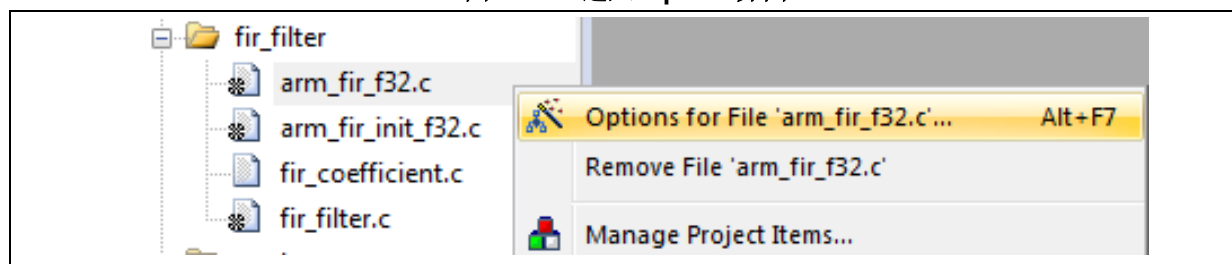 fir_filter
arm_fir_f32.c
Options for File 'arm_fir_f32.c'... Alt+F7
arm_fir_init_f32.c
Remove File 'arm_fir_f32.c'
fir_coefficient.c
fir_filter.c
Manage Project Items...